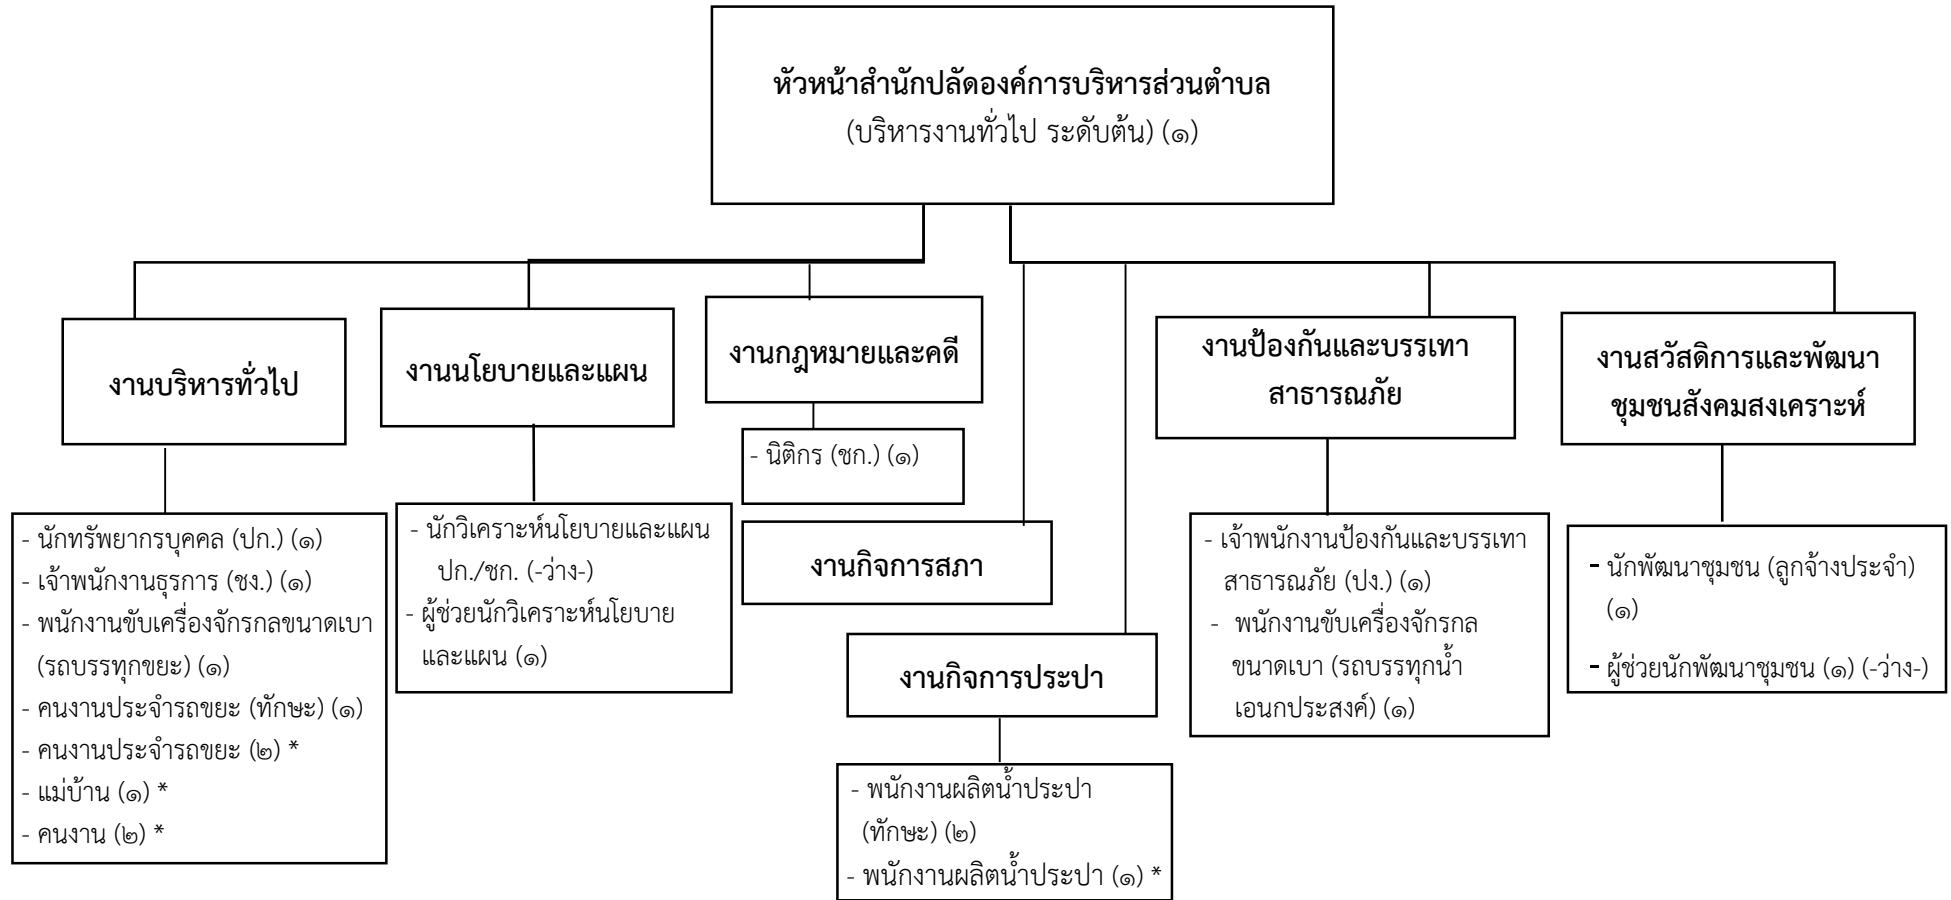 หัวหน้าสำนักปลัดองค์การบริหารส่วนตำบล
(บริหารงานทั่วไป ระดับต้น) (๑)
งานบริหารทั่วไป
- นักทรัพยากรบุคคล (ปก.) (๑)
- เจ้าพนักงานธุรการ (ชง.) (๑)
- พนักงานขับเครื่องจักรกลขนาดเบา
(รถบรรทุกขยะ) (๑)
- คนงานประจำรถขยะ (ทักษะ) (๑)
- คนงานประจำรถขยะ (๒) *
- แม่บ้าน (๑) *
- คนงาน (๒) *
งานนโยบายและแผน
- นักวิเคราะห์นโยบายและแผน
ปก./ชก. (-ว่าง-)
- ผู้ช่วยนักวิเคราะห์นโยบาย
และแผน (๑)
งานกฎหมายและคดี
- นิติกร (ชก.) (๑)
งานกิจการสภา
งานกิจการประปา
- พนักงานผลิตน้ำประปา
(ทักษะ) (๒)
- พนักงานผลิตน้ำประปา (๑) *
งานป้องกันและบรรเทา
สาธารณภัย
- เจ้าพนักงานป้องกันและบรรเทา
สาธารณภัย (ปง.) (๑)
- พนักงานขับเครื่องจักรกล
ขนาดเบา (รถบรรทุกน้ำ
เอนกประสงค์) (๑)
งานสวัสดิการและพัฒนา
ชุมชนสังคมสงเคราะห์
- นักพัฒนาชุมชน (ลูกจ้างประจำ)
(๑)
- ผู้ช่วยนักพัฒนาชุมชน (๑) (-ว่าง-)